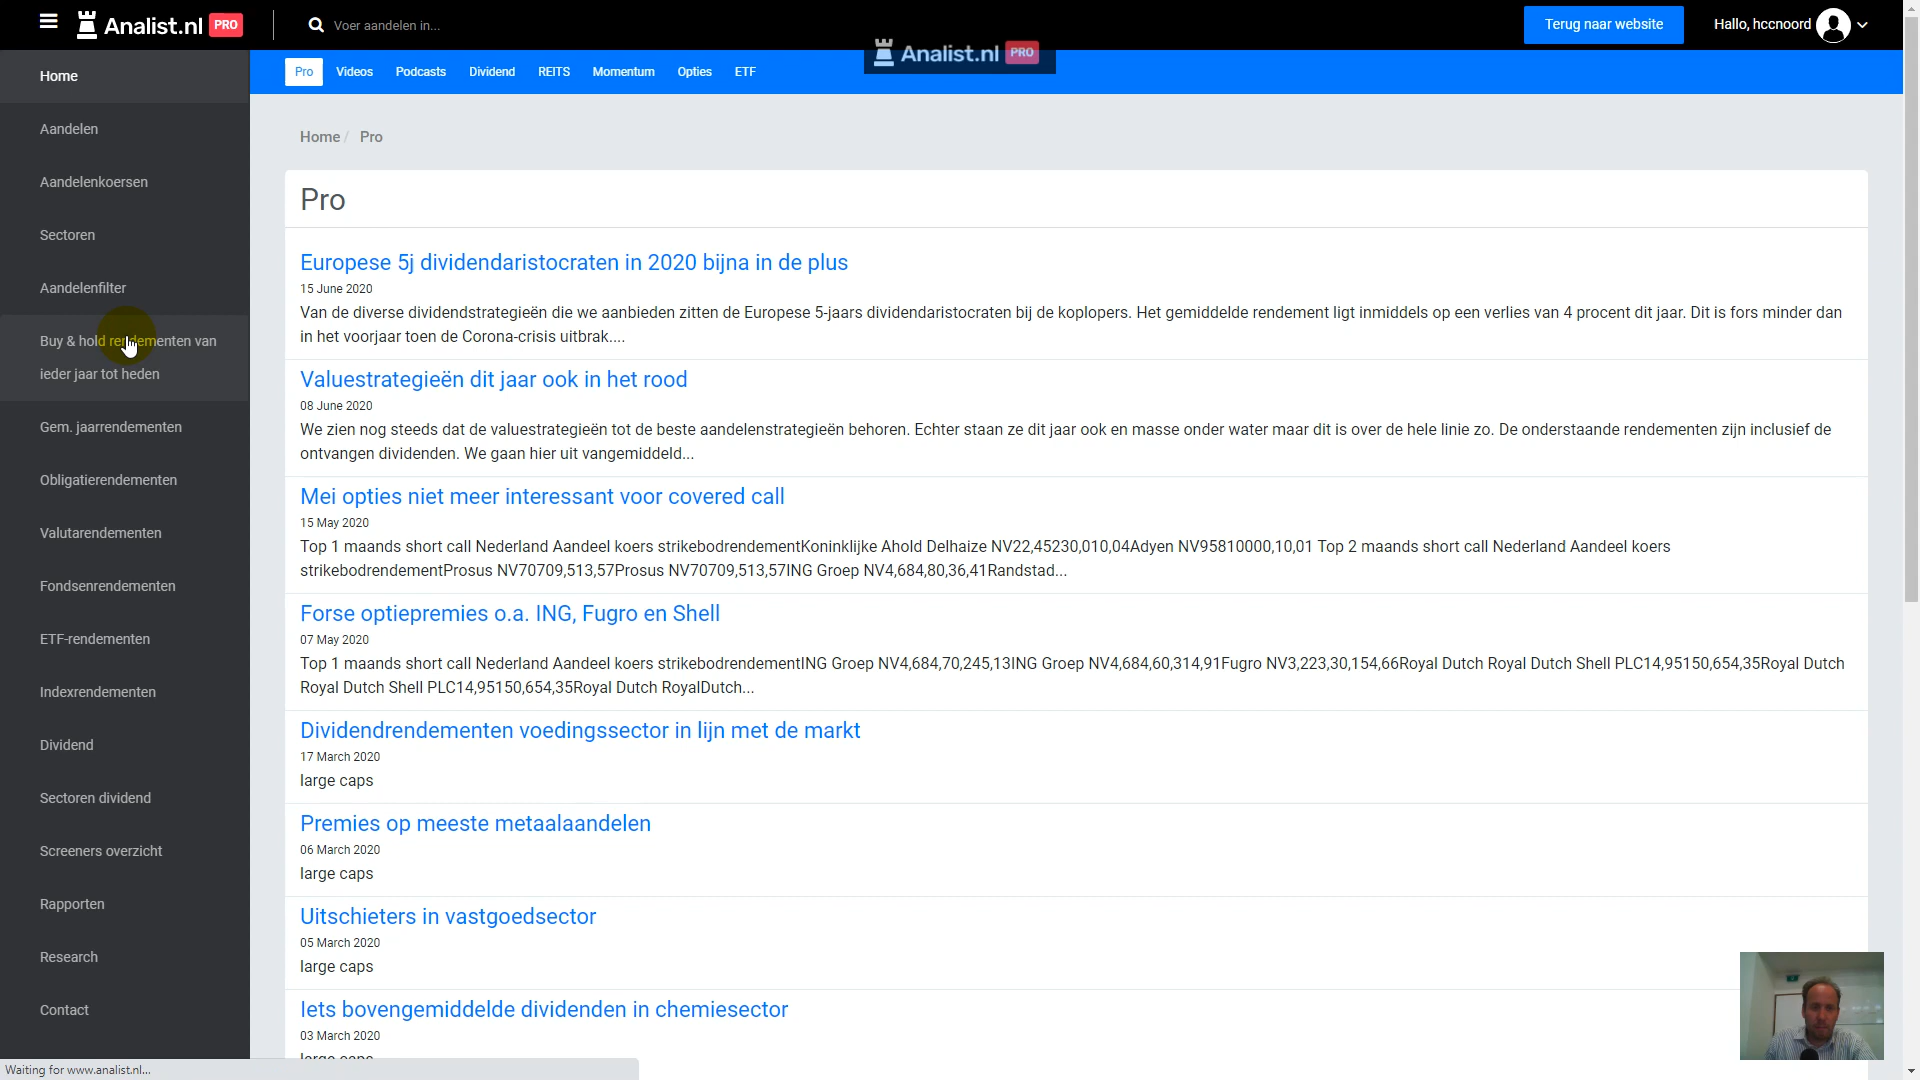 Analist.nl PRO
Voer aandelen in...
Terug naar website
Hallo, hccnoord
Analist.nl PRO
Pro Videos Podcasts Dividend REITS Momentum Opties ETF
Home
Aandelen
Aandelenkoersen
Sectoren
Aandelenfilter
Buy & hold rendementen van
ieder jaar tot heden
Gem. jaarrendementen
Obligatierendementen
Valutarendementen
Fondsenrendementen
ETF-rendementen
Indexrendementen
Dividend
Sectoren dividend
Screeners overzicht
Rapporten
Research
Contact
Home / Pro
Pro
Europese 5j dividendaristocraten in 2020 bijna in de plus
15 June 2020
Van de diverse dividendstrategieën die we aanbieden zitten de Europese 5-jaars dividendaristocraten bij de koplopers. Het gemiddelde rendement ligt inmiddels op een verlies van 4 procent dit jaar. Dit is fors minder dan
in het voorjaar toen de Corona-crisis uitbrak....
Valuestrategieën dit jaar ook in het rood
08 June 2020
We zien nog steeds dat de valuestrategieën tot de beste aandelenstrategieën behoren. Echter staan ze dit jaar ook en masse onder water maar dit is over de hele linie zo. De onderstaande rendementen zijn inclusief de
ontvangen dividenden. We gaan hier uit vangemiddeld...
Mei opties niet meer interessant voor covered call
15 May 2020
Top 1 maands short call Nederland Aandeel koers strikebodrendementKoninklijke Ahold Delhaize NV22,45230,010,04Adyen NV95810000,10,01 Top 2 maands short call Nederland Aandeel koers
strikebodrendementProsus NV70709,513,57Prosus NV70709,513,57ING Groep NV4,684,80,36,41Randstad...
Forse optiepremies o.a. ING, Fugro en Shell
07 May 2020
Top 1 maands short call Nederland Aandeel koers strikebodrendementING Groep NV4,684,70,245,13ING Groep NV4,684,60,314,91Fugro NV3,223,30,154,66Royal Dutch Royal Dutch Shell PLC14,95150,654,35Royal Dutch
Royal Dutch Shell PLC14,95150,654,35Royal Dutch RoyalDutch...
Dividendrendementen voedingssector in lijn met de markt
17 March 2020
large caps
Premies op meeste metaalaandelen
06 March 2020
large caps
Uitschieters in vastgoedsector
05 March 2020
large caps
Iets bovengemiddelde dividenden in chemiesector
03 March 2020
large caps
Waiting for www.analist.nl...